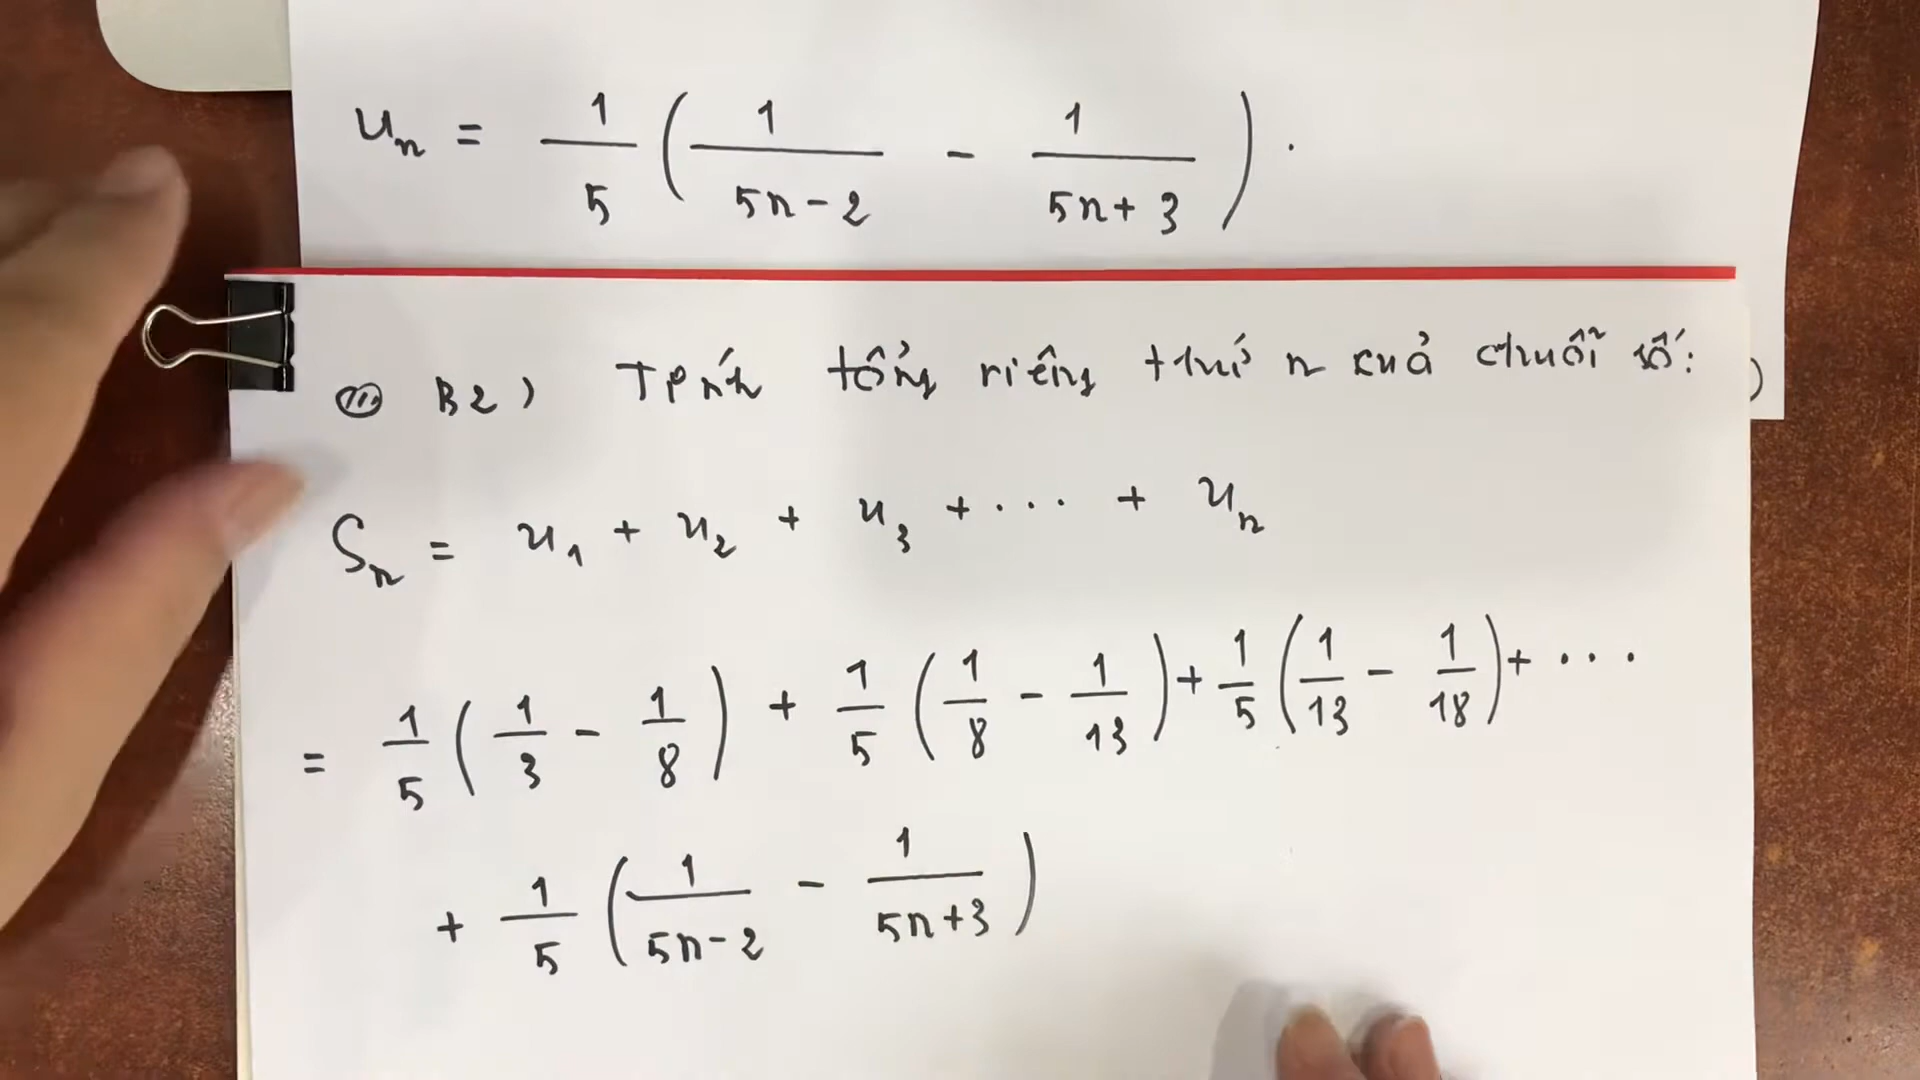 uₙ = 1/5 ( 1/(5n-2) - 1/(5n+3) ) .
B2) Tính tổng riêng thứ n của chuỗi số:
Sₙ = u₁ + u₂ + u₃ + ... + uₙ
= 1/5 ( 1/3 - 1/8 ) + 1/5 ( 1/8 - 1/13 ) + 1/5 ( 1/13 - 1/18 ) + ...
+ 1/5 ( 1/(5n-2) - 1/(5n+3) )